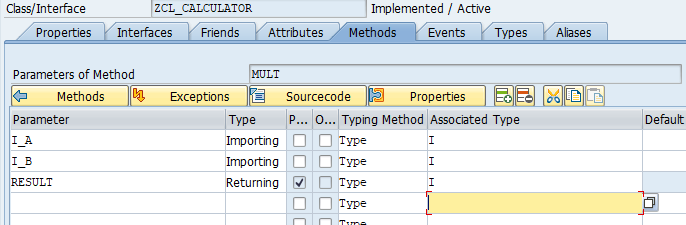 Class/Interface ZCL_CALCULATOR Implemented / Active
Properties Interfaces Friends Attributes Methods Events Types Aliases
Parameters of Method MULT
Methods Exceptions Sourcecode Properties
Parameter Type P... O... Typing Method Associated Type Default
I_A Importing Type I
I_B Importing Type I
RESULT Returning Type I
Type
Type